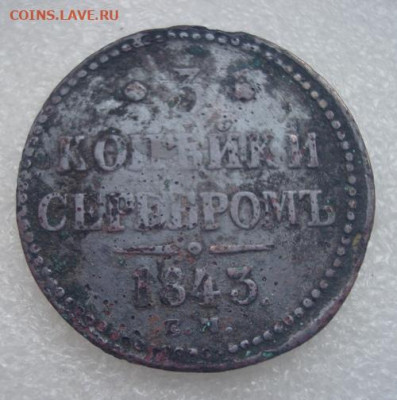 COINS.LAVE.RU
* 3 *
КОПѢЙКИ
СЕРЕБРОМЪ
1843
Е.М.